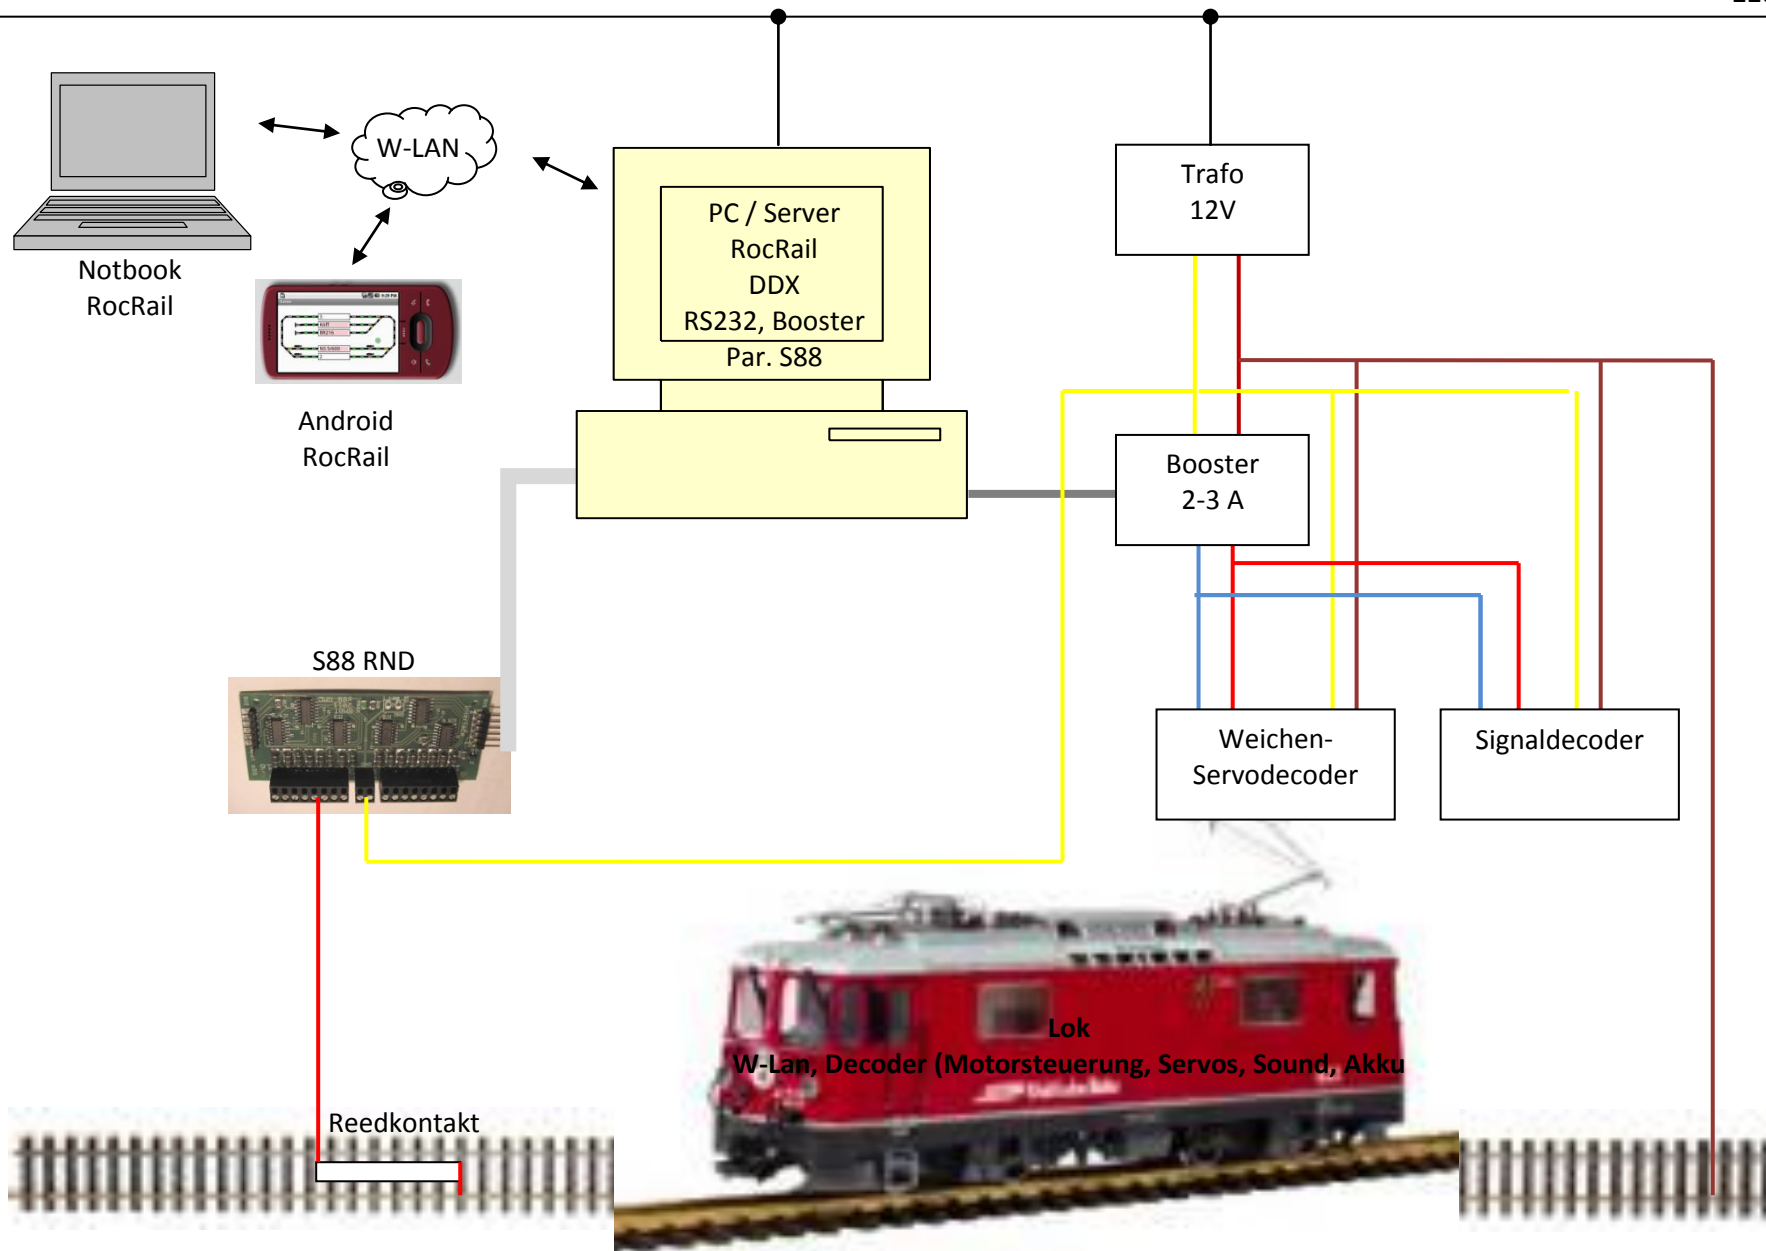 W-LAN
Notbook
RocRail
Android
RocRail
PC / Server
RocRail
DDX
RS232, Booster
Par. S88
Trafo
12V
Booster
2-3 A
S88 RND
Weichen-
Servodecoder
Signaldecoder
Lok
W-Lan, Decoder (Motorsteuerung, Servos, Sound, Akku
Reedkontakt